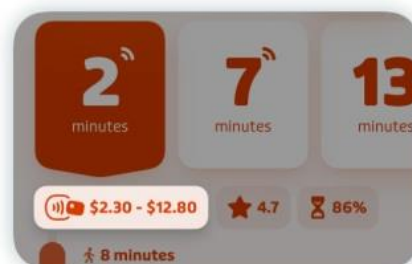 2 7 13
minutes minutes minutes
$2.30 - $12.80 4.7 86%
8 minutes